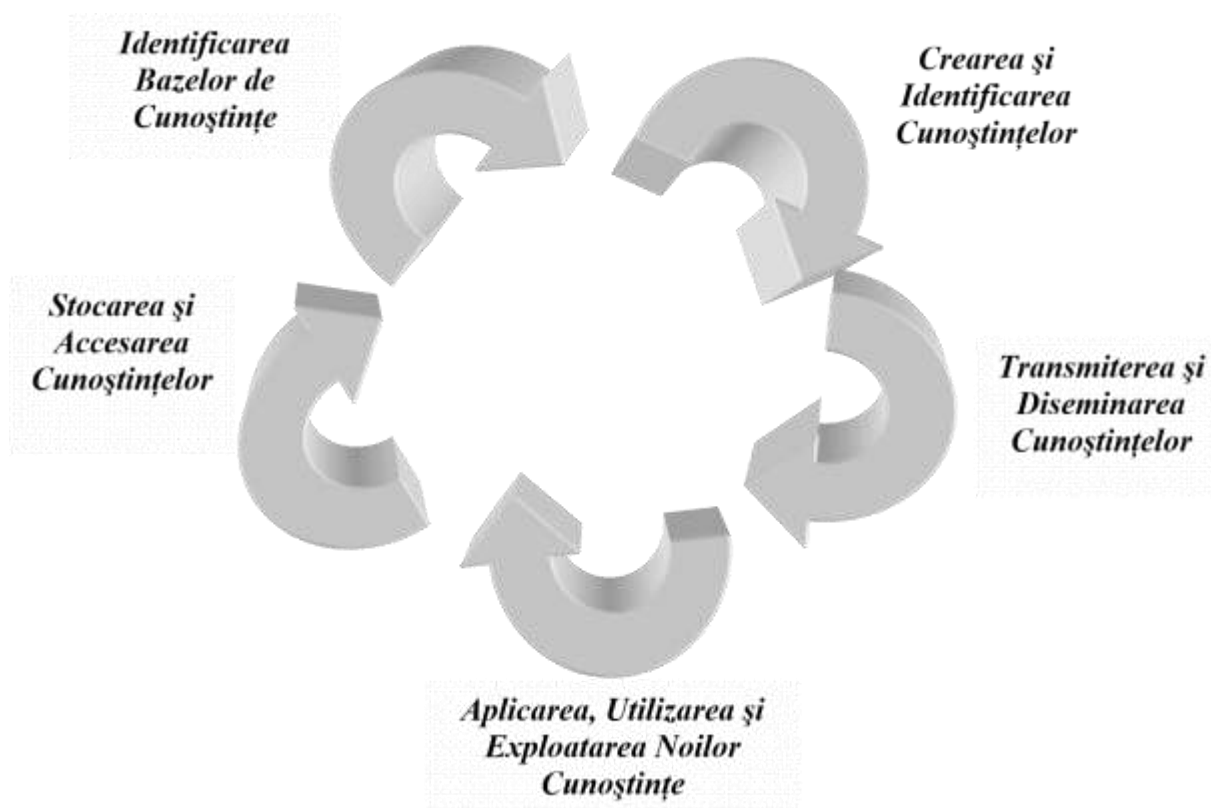 Identificarea
Bazelor de
Cunoştinţe
Crearea şi
Identificarea
Cunoştinţelor
Stocarea şi
Accesarea
Cunoştinţelor
Transmiterea şi
Diseminarea
Cunoştinţelor
Aplicarea, Utilizarea şi
Exploatarea Noilor
Cunoştinţe